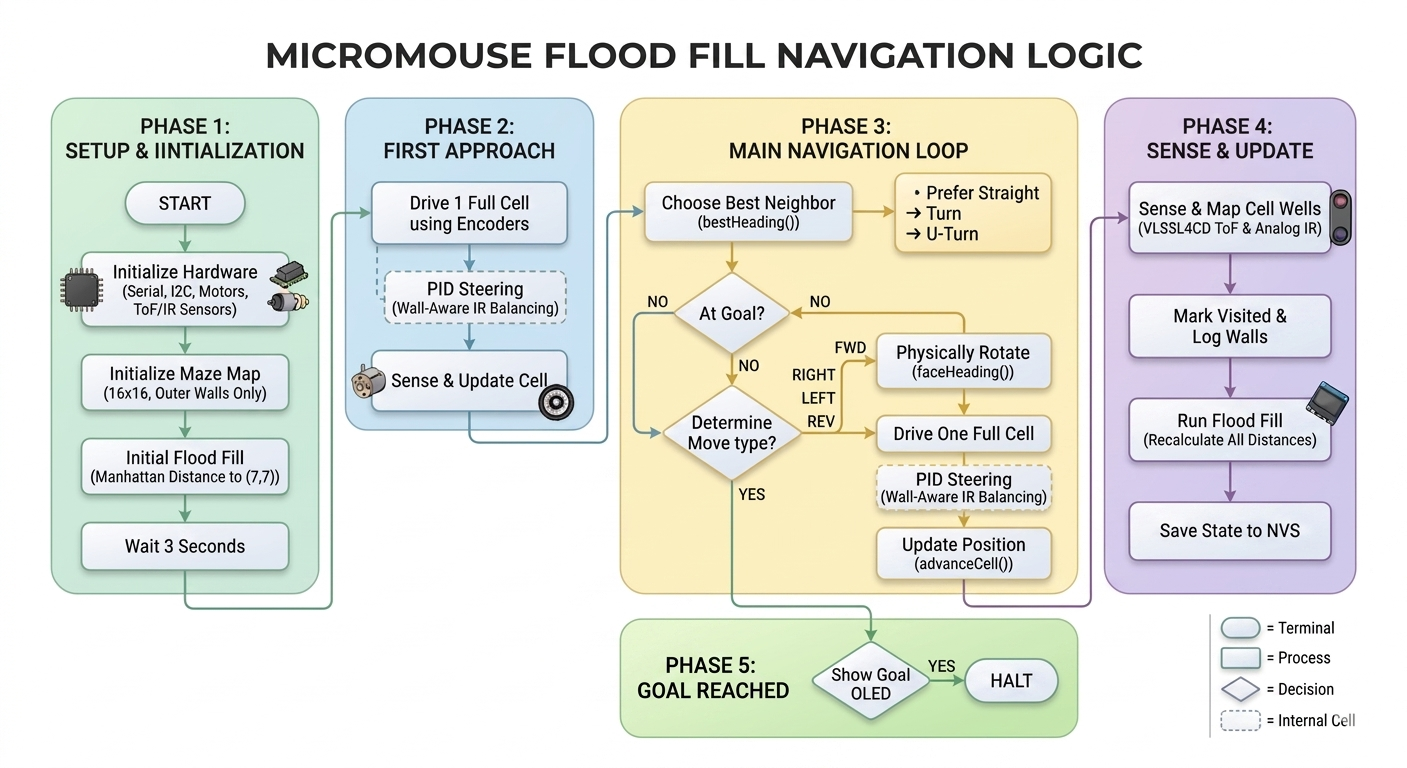 MICROMOUSE FLOOD FILL NAVIGATION LOGIC
PHASE 1:
SETUP & IINTIALIZATION
START
Initialize Hardware
(Serial, I2C, Motors,
ToF/IR Sensors)
Initialize Maze Map
(16x16, Outer Walls Only)
Initial Flood Fill
(Manhattan Distance to (7,7))
Wait 3 Seconds
PHASE 2:
FIRST APPROACH
Drive 1 Full Cell
using Encoders
PID Steering
(Wall-Aware IR Balancing)
Sense & Update Cell
PHASE 3:
MAIN NAVIGATION LOOP
Choose Best Neighbor
(bestHeading())
• Prefer Straight
→ Turn
→ U-Turn
NO
At Goal?
NO
NO
FWD
RIGHT
LEFT
REV
Determine
Move type?
YES
Physically Rotate
(faceHeading())
Drive One Full Cell
PID Steering
(Wall-Aware IR Balancing)
Update Position
(advanceCell())
PHASE 4:
SENSE & UPDATE
Sense & Map Cell Wells
(VLSSL4CD ToF & Analog IR)
Mark Visited &
Log Walls
Run Flood Fill
(Recalculate All Distances)
Save State to NVS
PHASE 5:
GOAL REACHED
Show Goal
OLED
YES
HALT
= Terminal
= Process
= Decision
= Internal Cell